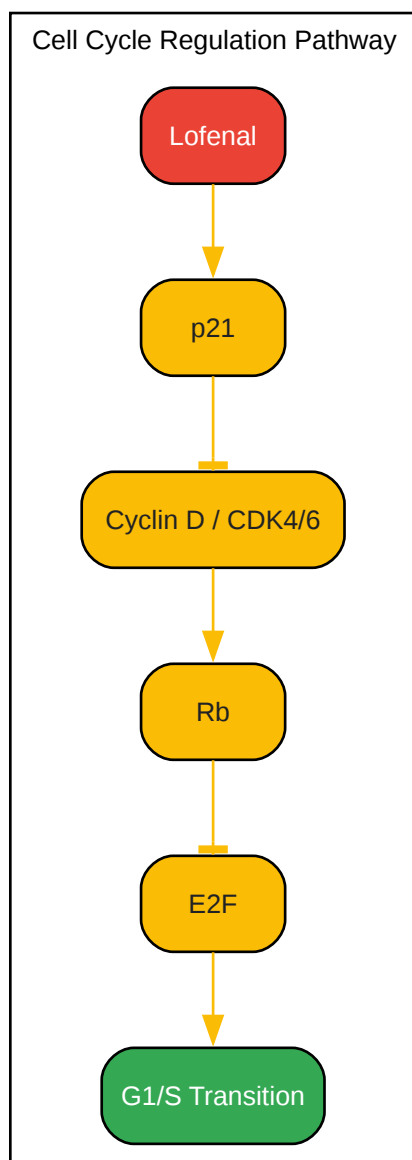 Cell Cycle Regulation Pathway
Lofenal
p21
Cyclin D / CDK4/6
Rb
E2F
G1/S Transition